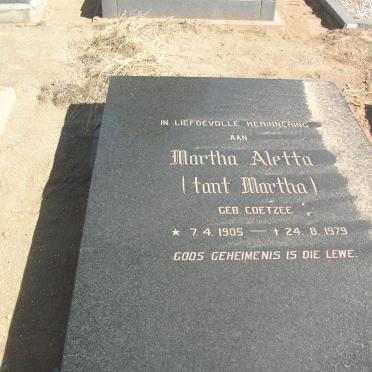 IN LIEFDEVOLLE HERINNERING
AAN
Martha Aletta
(tant Martha)
GEB. COETZEE
★ 7. 4. 1905 — † 24. 8. 1979
GODS GEHEIMENIS IS DIE LEWE.